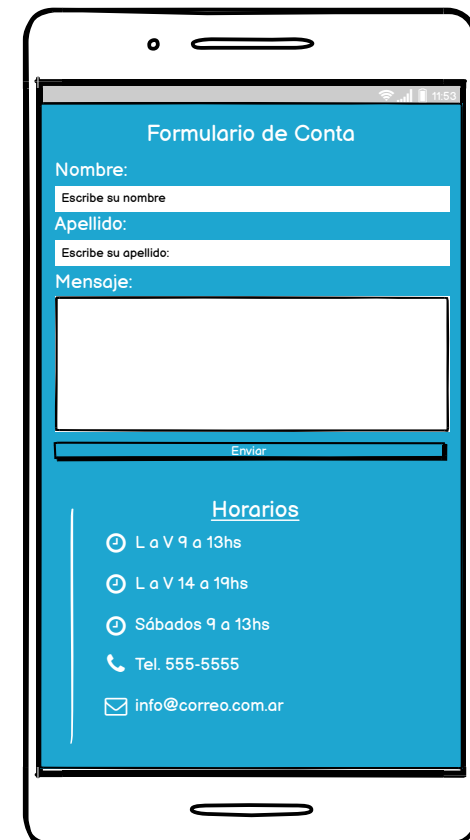 11:53
Formulario de Conta
Nombre:
Escribe su nombre
Apellido:
Escribe su apellido:
Mensaje:
Enviar
Horarios
L a V 9 a 13hs
L a V 14 a 19hs
Sábados 9 a 13hs
Tel. 555-5555
info@correo.com.ar